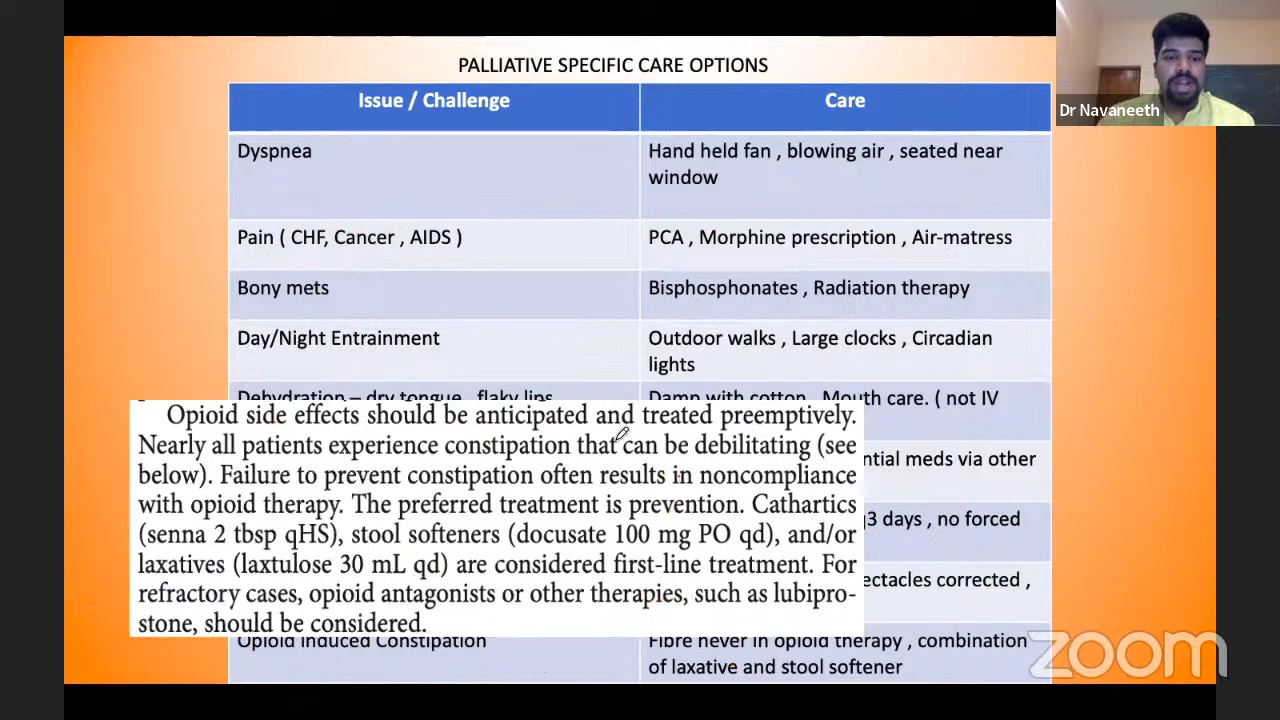 PALLIATIVE SPECIFIC CARE OPTIONS
Dr Navaneeth
Issue / Challenge
Care
Dyspnea
Hand held fan , blowing air , seated near
window
Pain ( CHF, Cancer , AIDS )
PCA , Morphine prescription , Air-matress
Bony mets
Bisphosphonates , Radiation therapy
Day/Night Entrainment
Outdoor walks , Large clocks , Circadian
lights
Dehydration – dry tongue , flaky lips
Damp with cotton , Mouth care. ( not IV
ntial meds via other
q3 days , no forced
ectacles corrected ,
Opioid side effects should be anticipated and treated preemptively.
Nearly all patients experience constipation that can be debilitating (see
below). Failure to prevent constipation often results in noncompliance
with opioid therapy. The preferred treatment is prevention. Cathartics
(senna 2 tbsp qHS), stool softeners (docusate 100 mg PO qd), and/or
laxatives (laxtulose 30 mL qd) are considered first-line treatment. For
refractory cases, opioid antagonists or other therapies, such as lubipro-
stone, should be considered.
Opioid Induced Constipation
Fibre never in opioid therapy , combination
of laxative and stool softener
zoom